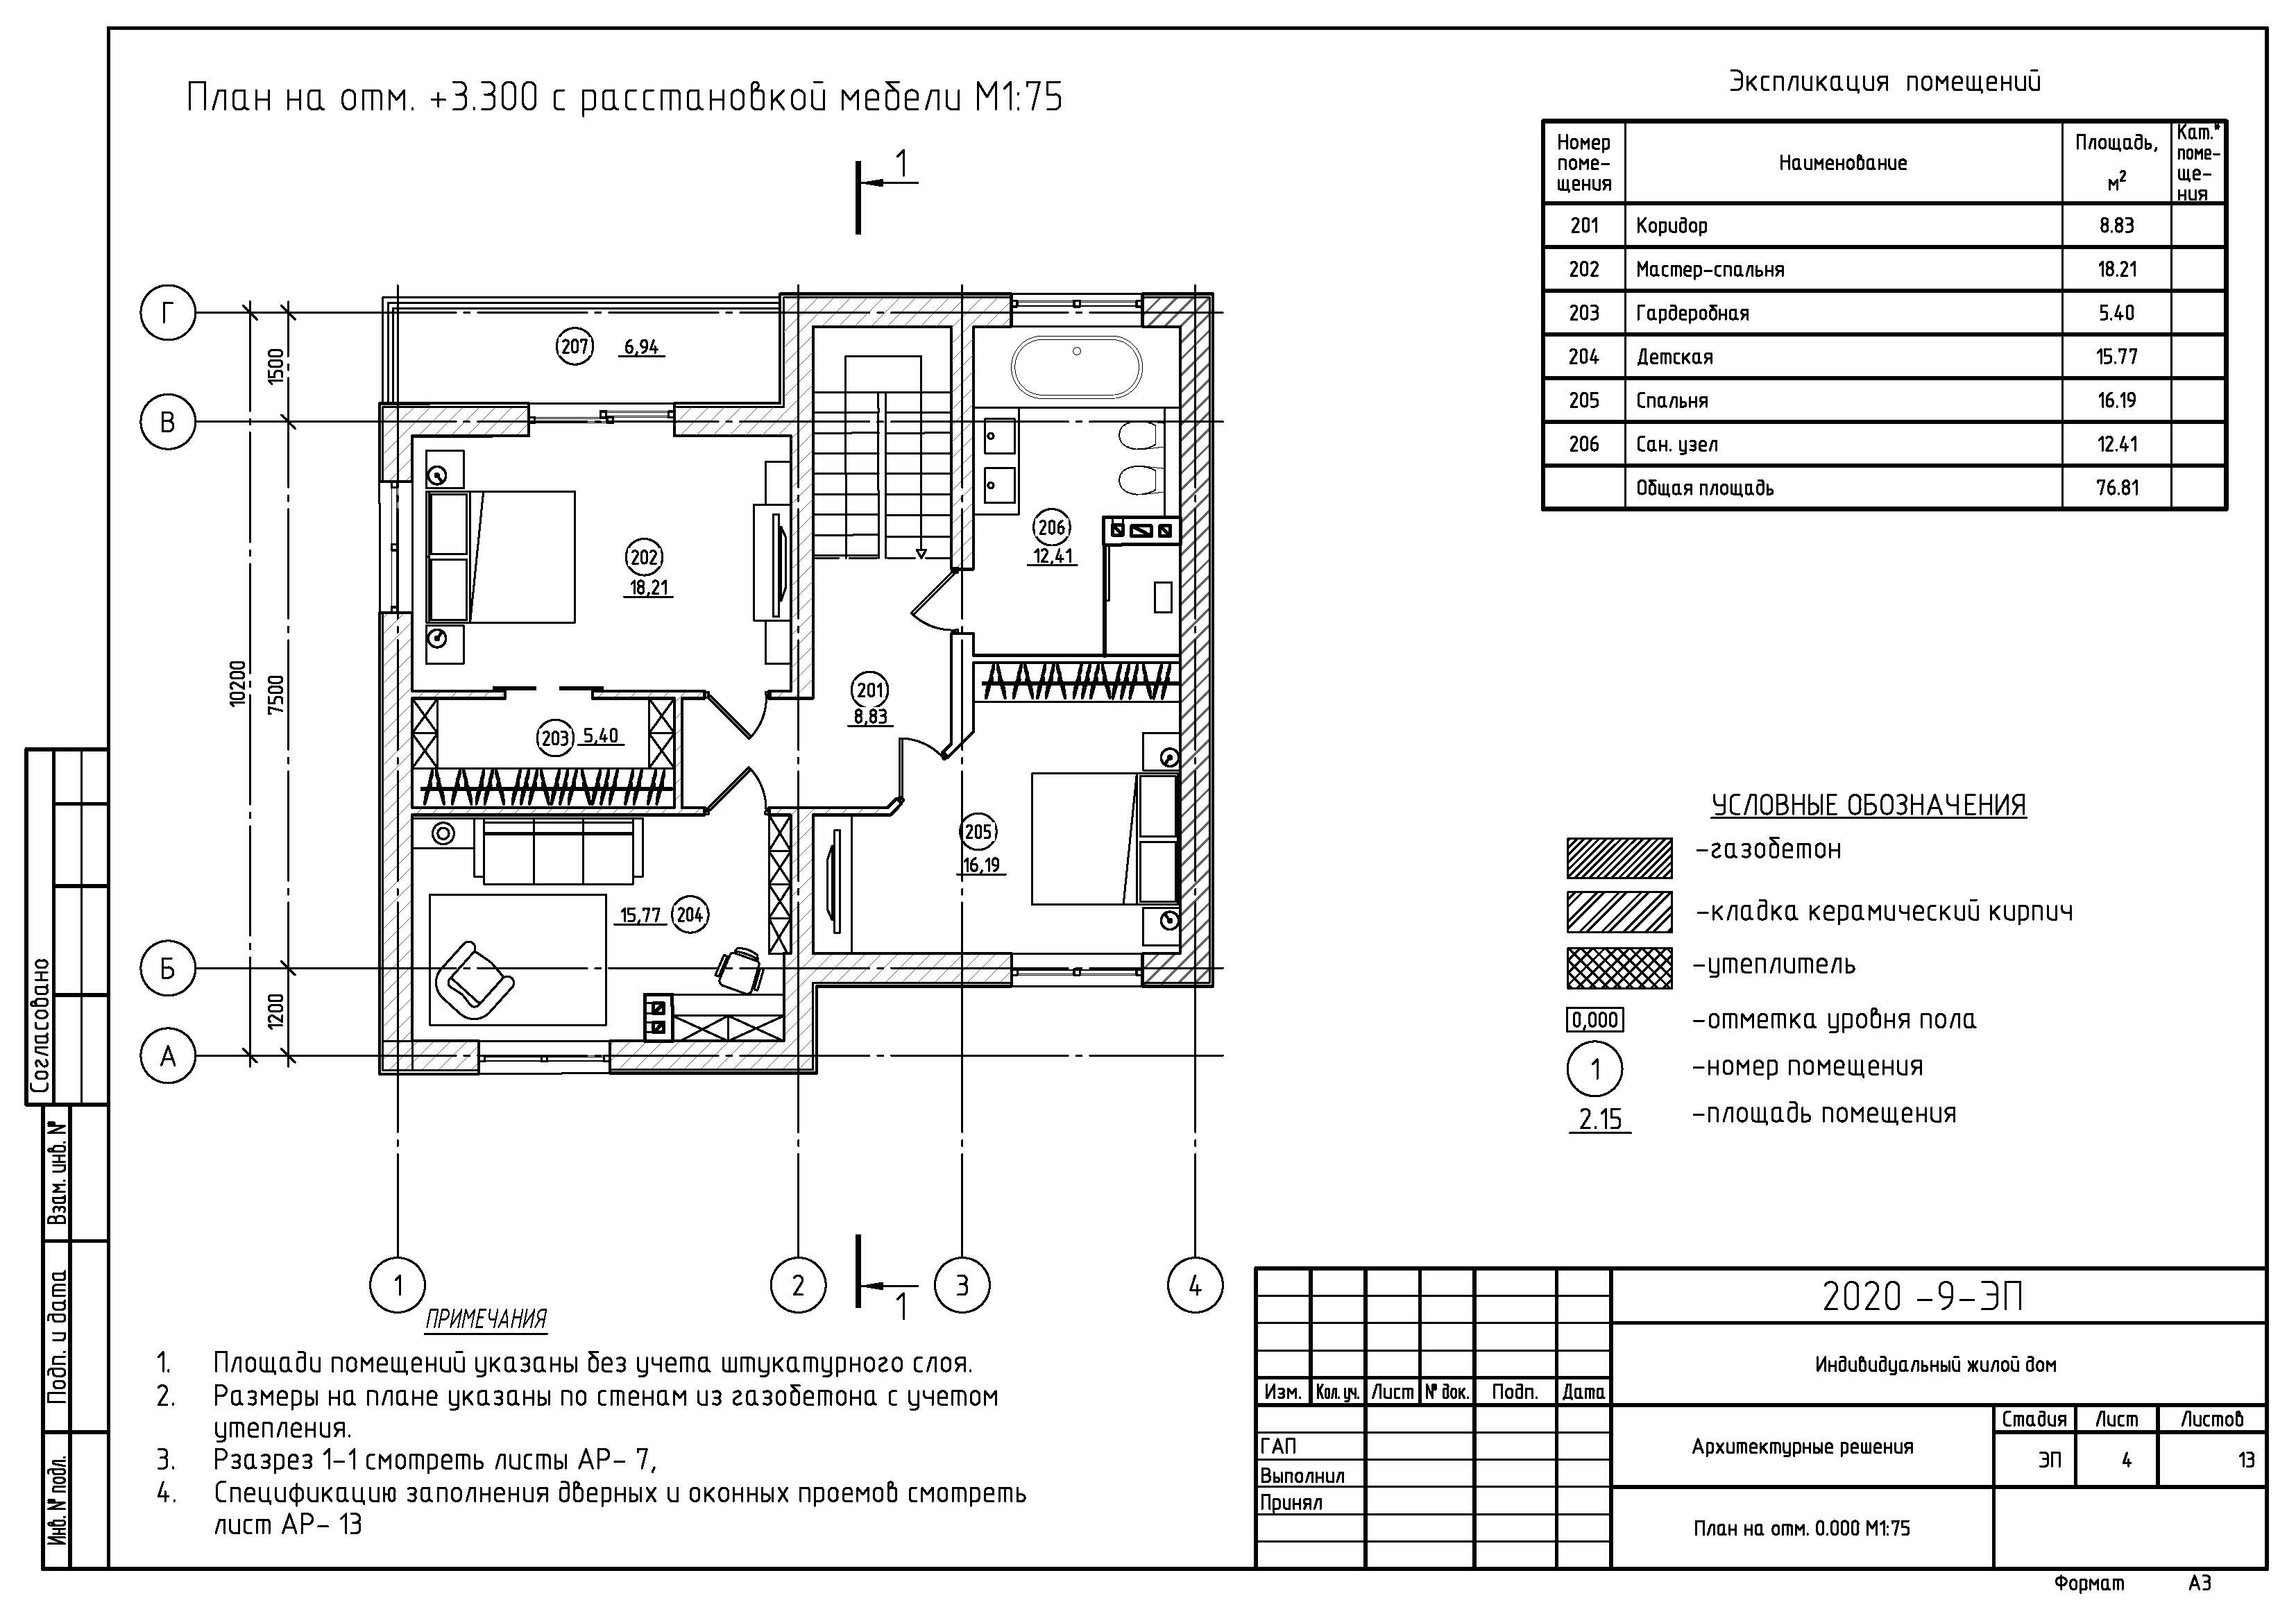 План на отм. +3.300 с расстановкой мебели М1:75
Экспликация помещений
Номер поме-щения Наименование Площадь, м² Кат.* поме-ще-ния
201 Коридор 8.83
202 Мастер-спальня 18.21
203 Гардеробная 5.40
204 Детская 15.77
205 Спальня 16.19
206 Сан. узел 12.41
Общая площадь 76.81
1
Г
В
Б
А
1500
7500
10200
1200
207 6,94
202
18,21
206
12,41
201
8,83
203 5,40
205
16,19
15,77 204
1
2
3
4
1
УСЛОВНЫЕ ОБОЗНАЧЕНИЯ
-газобетон
-кладка керамический кирпич
-утеплитель
0,000 -отметка уровня пола
1 -номер помещения
2.15 -площадь помещения
ПРИМЕЧАНИЯ
1. Площади помещений указаны без учета штукатурного слоя.
2. Размеры на плане указаны по стенам из газобетона с учетом
утепления.
3. Рзазрез 1-1 смотреть листы АР- 7,
4. Спецификацию заполнения дверных и оконных проемов смотреть
лист АР- 13
Согласовано
Взам. инв. №
Подп. и дата
Инв. № подл.
2020 -9-ЭП
Индивидуальный жилой дом
Изм. Кол. уч. Лист № док. Подп. Дата
Архитектурные решения
Стадия Лист Листов
ЭП 4 13
ГАП
Выполнил
Принял
План на отм. 0.000 М1:75
Формат А3